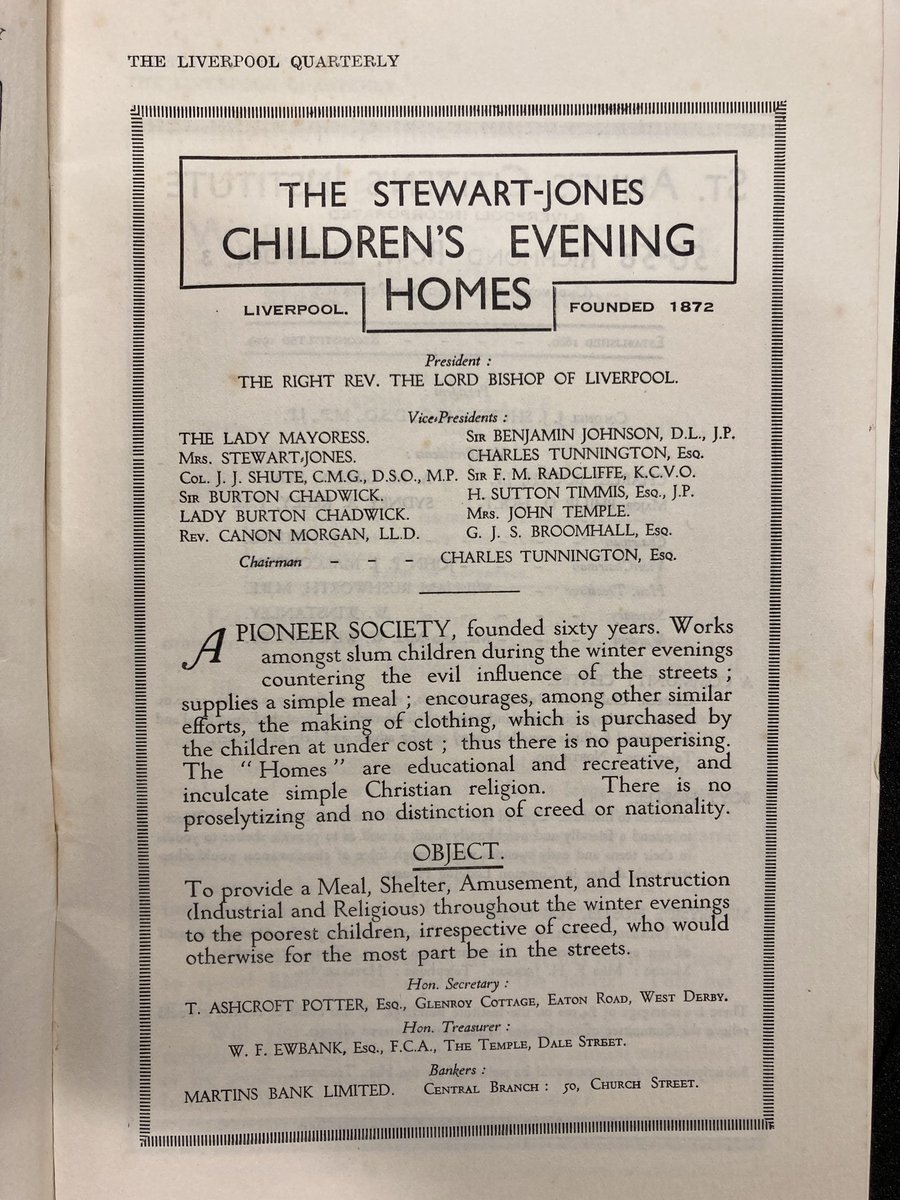 THE LIVERPOOL QUARTERLY
THE STEWART-JONES
CHILDREN'S EVENING
HOMES
LIVERPOOL.
FOUNDED 1872
President :
THE RIGHT REV. THE LORD BISHOP OF LIVERPOOL.
Vice-Presidents :
THE LADY MAYORESS.
MRS. STEWART-JONES.
COL. J. J. SHUTE, C.M.G., D.S.O., M.P.
SIR BURTON CHADWICK.
LADY BURTON CHADWICK.
REV. CANON MORGAN, LL.D.
SIR BENJAMIN JOHNSON, D.L., J.P.
CHARLES TUNNINGTON, ESQ.
SIR F. M. RADCLIFFE, K.C.V.O.
H. SUTTON TIMMIS, ESQ., J.P.
MRS. JOHN TEMPLE.
G. J. S. BROOMHALL, ESQ.
Chairman - - - CHARLES TUNNINGTON, ESQ.
A PIONEER SOCIETY, founded sixty years. Works
amongst slum children during the winter evenings
countering the evil influence of the streets ;
supplies a simple meal ; encourages, among other similar
efforts, the making of clothing, which is purchased by
the children at under cost ; thus there is no pauperising.
The "Homes" are educational and recreative, and
inculcate simple Christian religion. There is no
proselytizing and no distinction of creed or nationality.
OBJECT.
To provide a Meal, Shelter, Amusement, and Instruction
(Industrial and Religious) throughout the winter evenings
to the poorest children, irrespective of creed, who would
otherwise for the most part be in the streets.
Hon. Secretary :
T. ASHCROFT POTTER, ESQ., GLENROY COTTAGE, EATON ROAD, WEST DERBY.
Hon. Treasurer :
W. F. EWBANK, ESQ., F.C.A., THE TEMPLE, DALE STREET.
Bankers :
MARTINS BANK LIMITED. CENTRAL BRANCH : 50, CHURCH STREET.